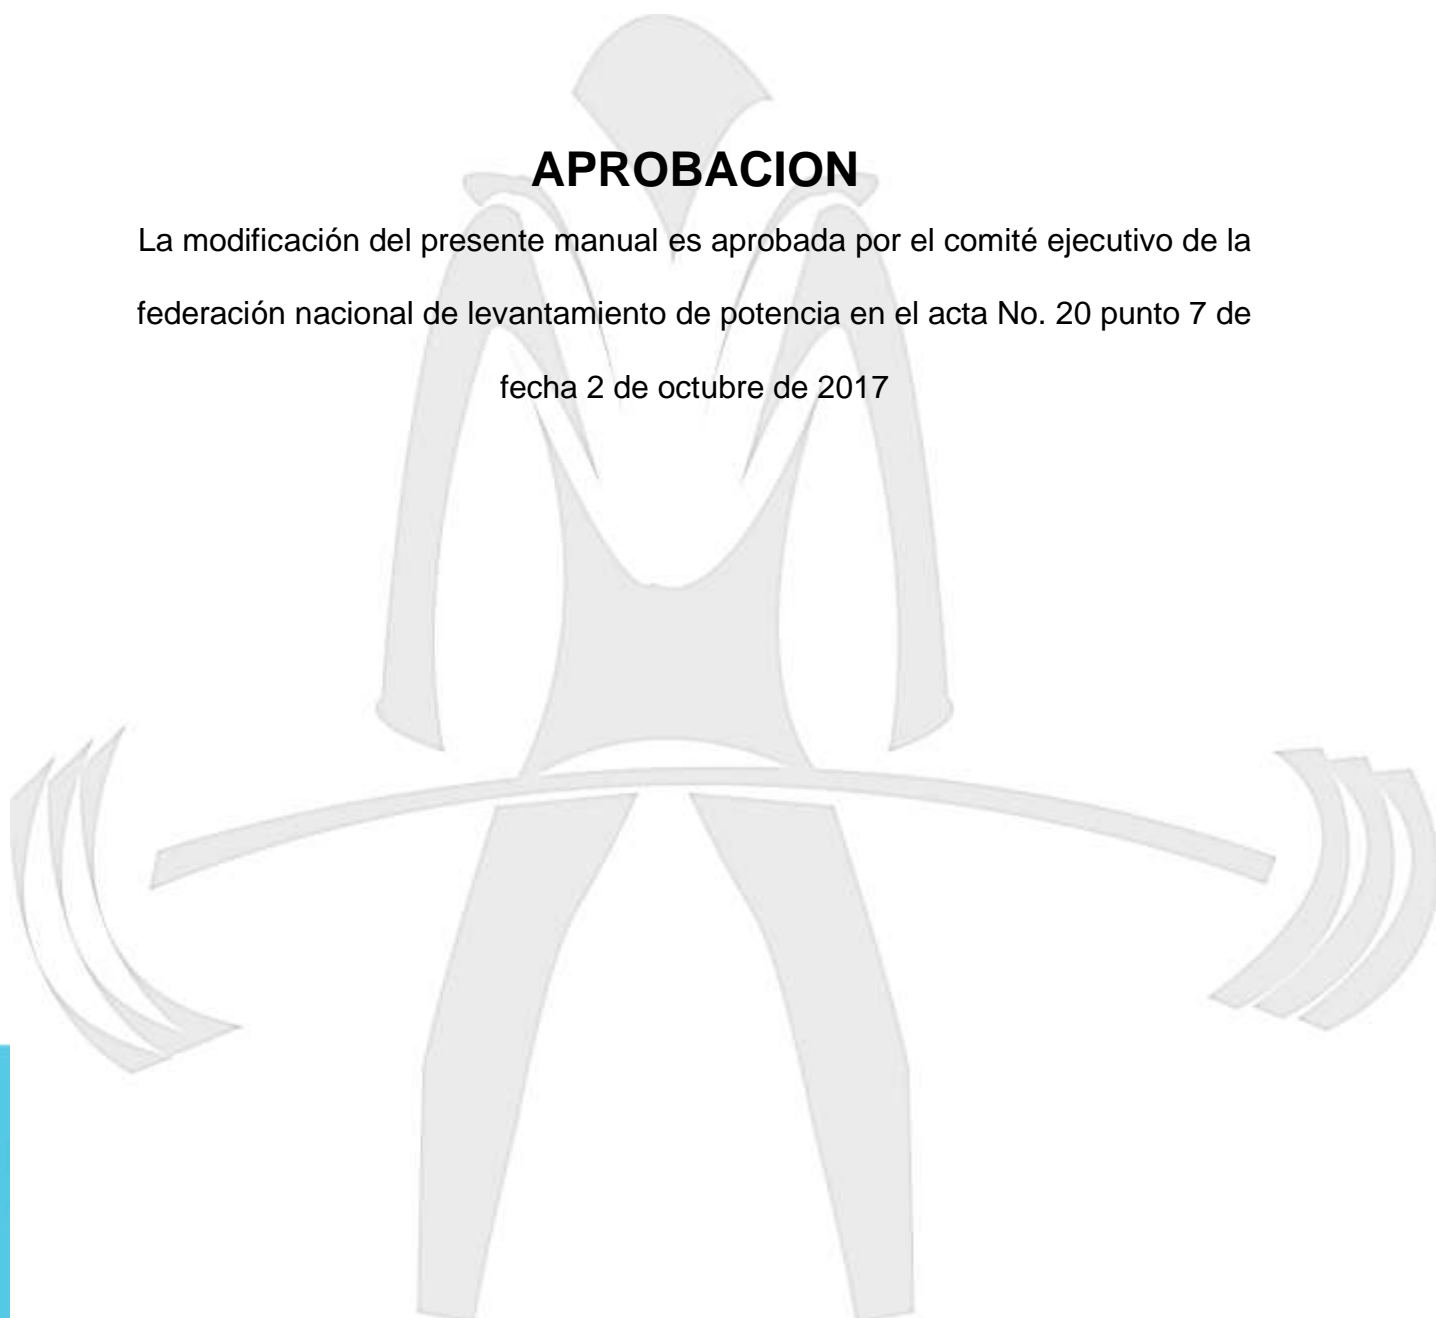 APROBACION
La modificación del presente manual es aprobada por el comité ejecutivo de la
federación nacional de levantamiento de potencia en el acta No. 20 punto 7 de
fecha 2 de octubre de 2017